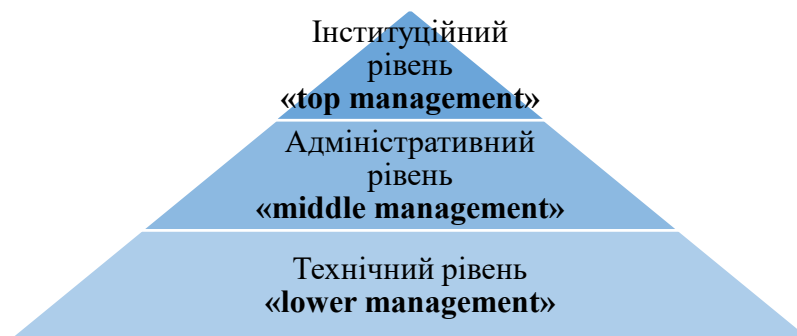 Інституційний
рівень
«top management»
Адміністративний
рівень
«middle management»
Технічний рівень
«lower management»